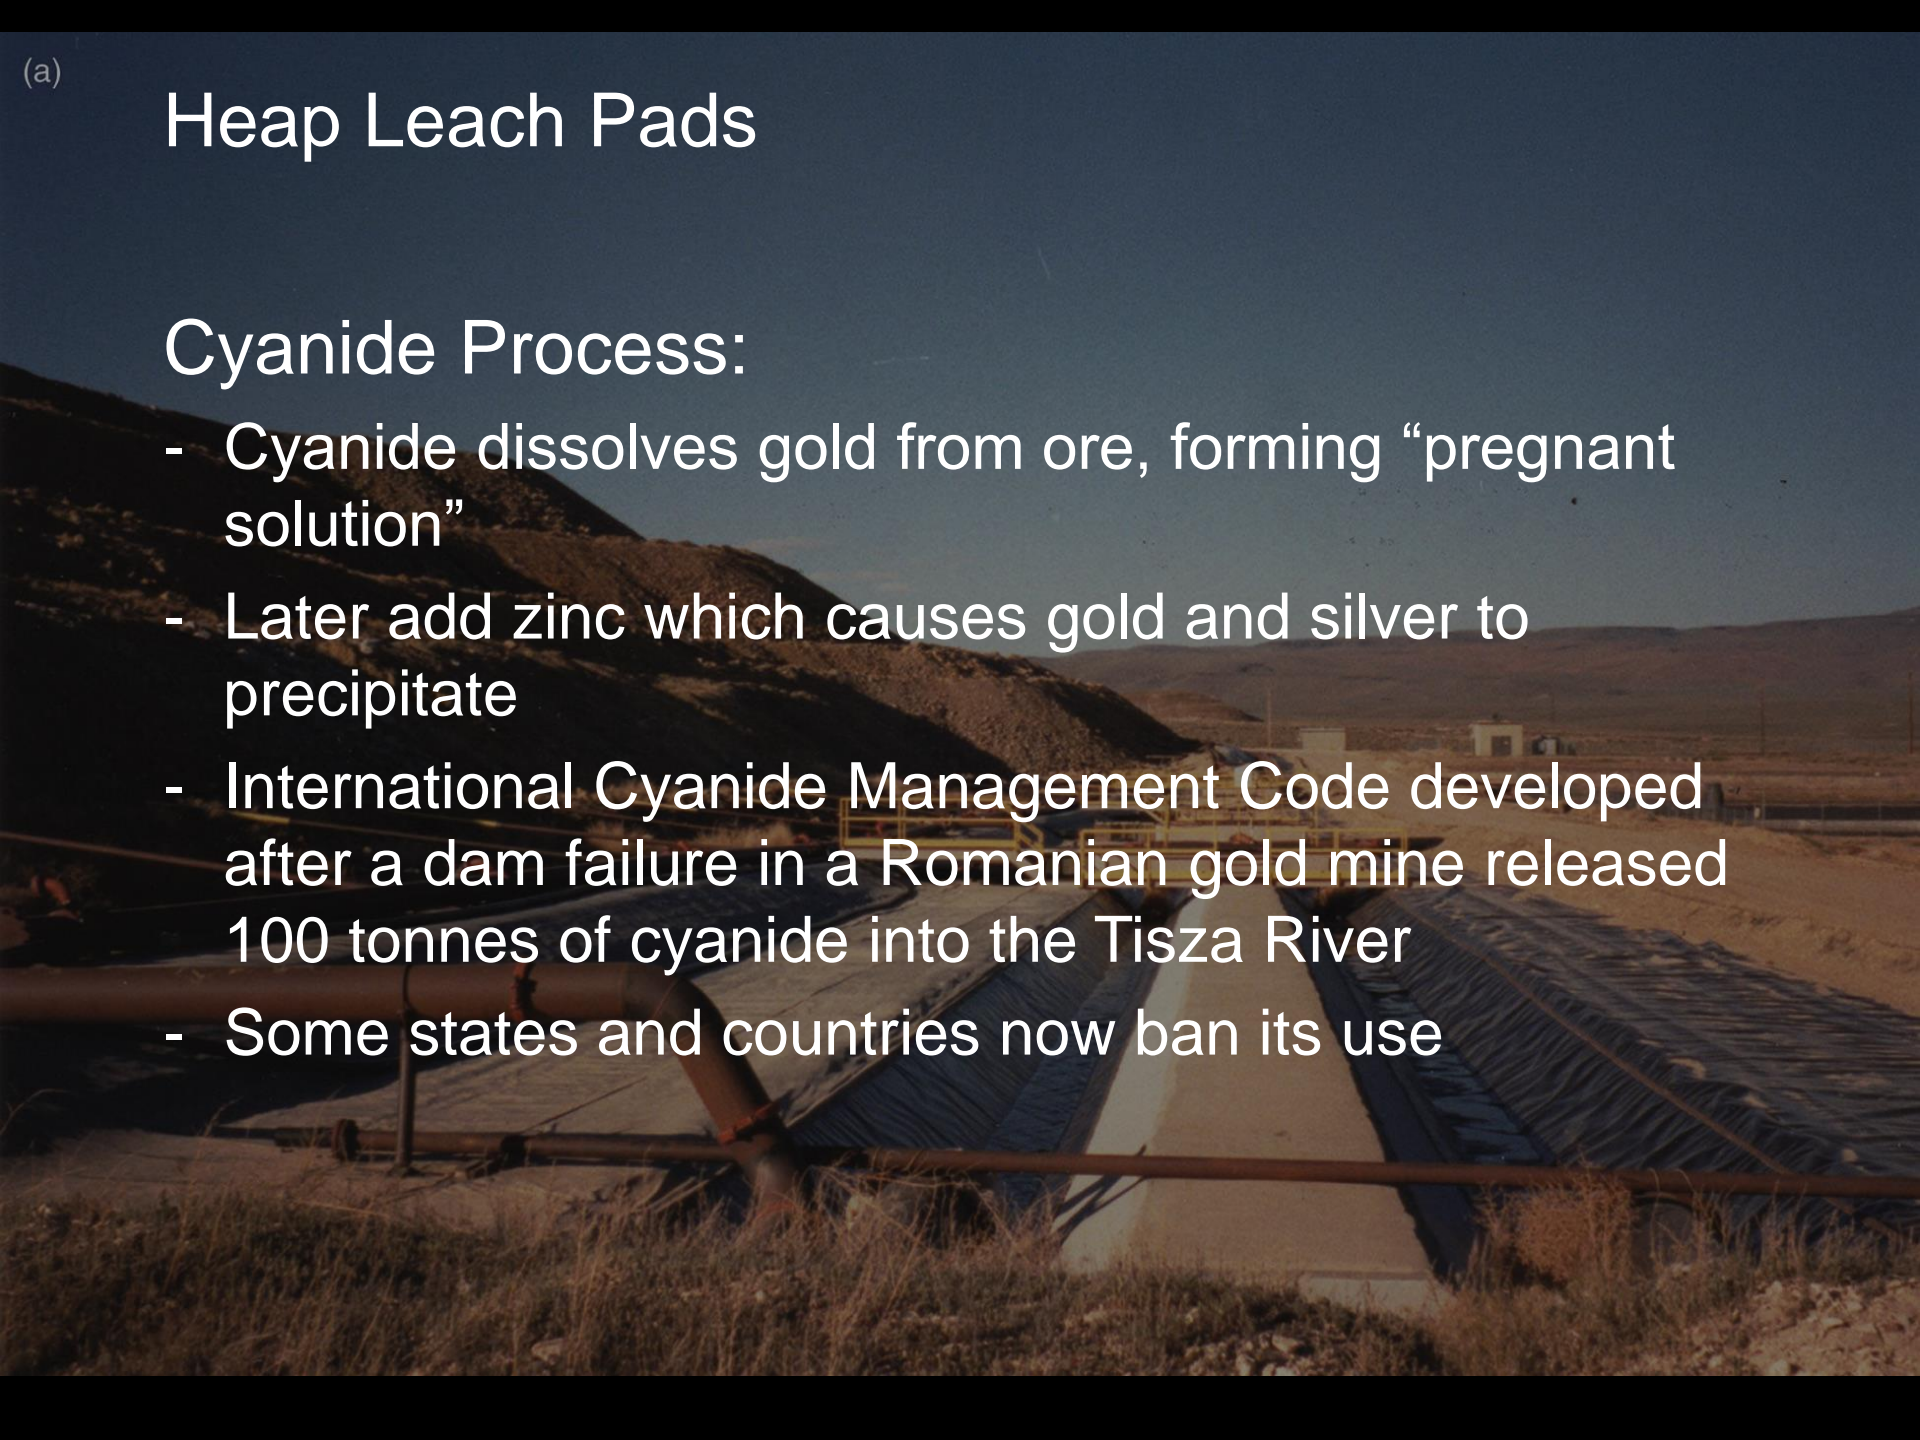 (a)
Heap Leach Pads
Cyanide Process:
- Cyanide dissolves gold from ore, forming “pregnant
solution”
- Later add zinc which causes gold and silver to
precipitate
- International Cyanide Management Code developed
after a dam failure in a Romanian gold mine released
100 tonnes of cyanide into the Tisza River
- Some states and countries now ban its use